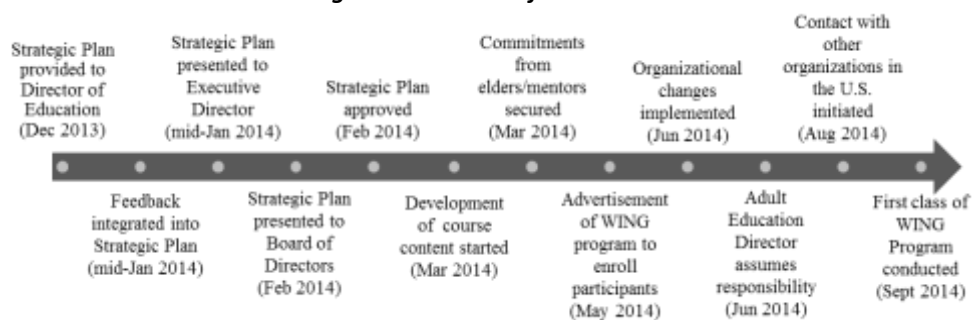 Strategic Plan
provided to
Director of
Education
(Dec 2013)
Feedback
integrated into
Strategic Plan
(mid-Jan 2014)
Strategic Plan
presented to
Executive
Director
(mid-Jan 2014)
Strategic Plan
presented to
Board of
Directors
(Feb 2014)
Strategic Plan
approved
(Feb 2014)
Development
of course
content started
(Mar 2014)
Commitments
from
elders/mentors
secured
(Mar 2014)
Advertisement
of WING
program to
enroll
participants
(May 2014)
Organizational
changes
implemented
(Jun 2014)
Adult
Education
Director
assumes
responsibility
(Jun 2014)
Contact with
other
organizations in
the U.S.
initiated
(Aug 2014)
First class of
WING
Program
conducted
(Sept 2014)